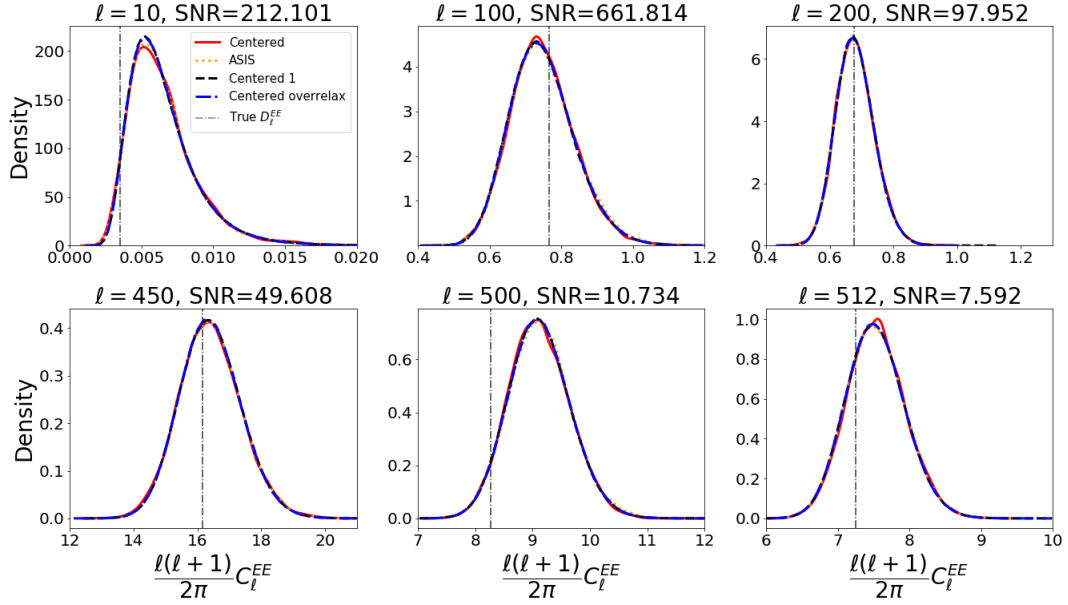 ℓ = 10, SNR=212.101
ℓ = 100, SNR=661.814
ℓ = 200, SNR=97.952
Density
200
150
100
50
0
0.000 0.005 0.010 0.015 0.020
Centered
ASIS
Centered 1
Centered overrelax
True D_ℓ^{EE}
4
3
2
1
0.4 0.6 0.8 1.0 1.2
6
4
2
0
0.4 0.6 0.8 1.0 1.2
ℓ = 450, SNR=49.608
ℓ = 500, SNR=10.734
ℓ = 512, SNR=7.592
Density
0.4
0.3
0.2
0.1
0.0
12 14 16 18 20
0.6
0.4
0.2
0.0
7 8 9 10 11 12
1.0
0.8
0.6
0.4
0.2
0.0
6 7 8 9 10
ℓ(ℓ + 1)/2π C_ℓ^{EE}
ℓ(ℓ + 1)/2π C_ℓ^{EE}
ℓ(ℓ + 1)/2π C_ℓ^{EE}